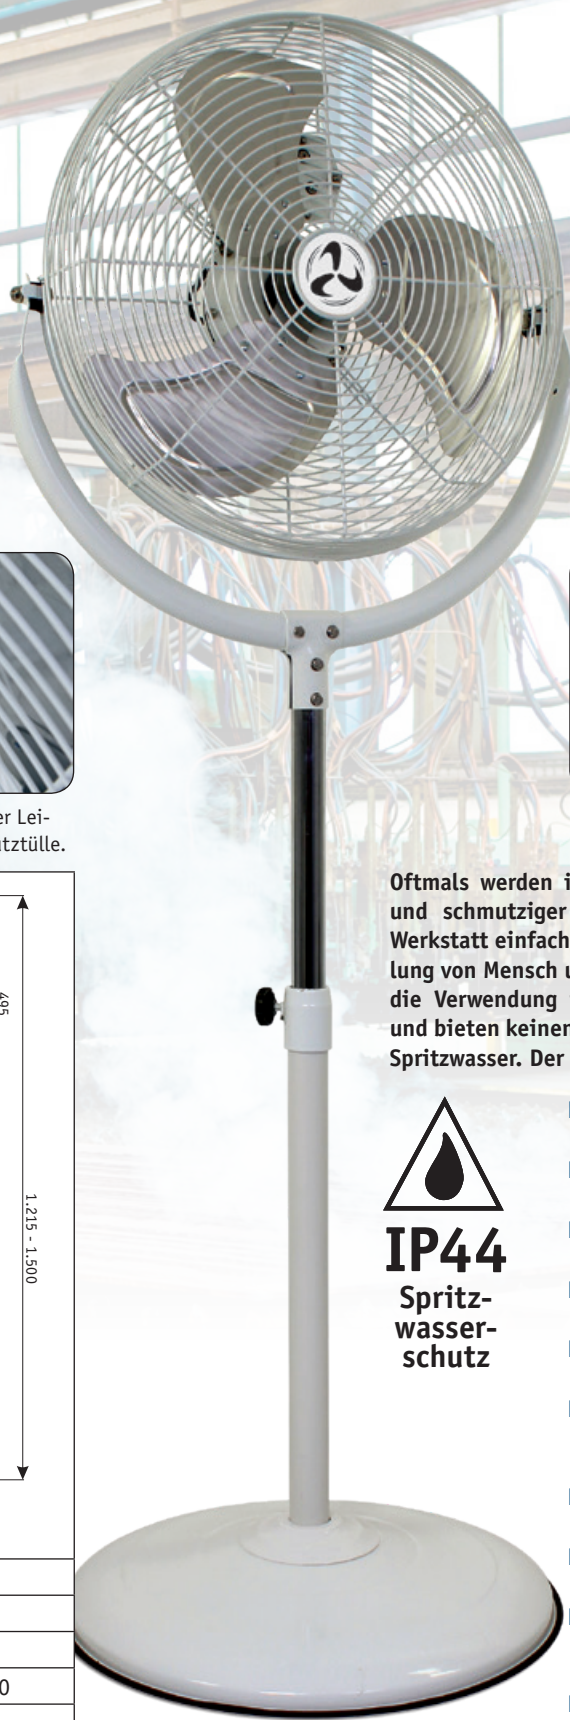 er Lei-
tztülle.
495
1.215 - 1.500
0
Oftmals werden i
und schmutziger
Werkstatt einfach
lung von Mensch u
die Verwendung
und bieten keinen
Spritzwasser. Der
IP44
Spritz-
wasser-
schutz